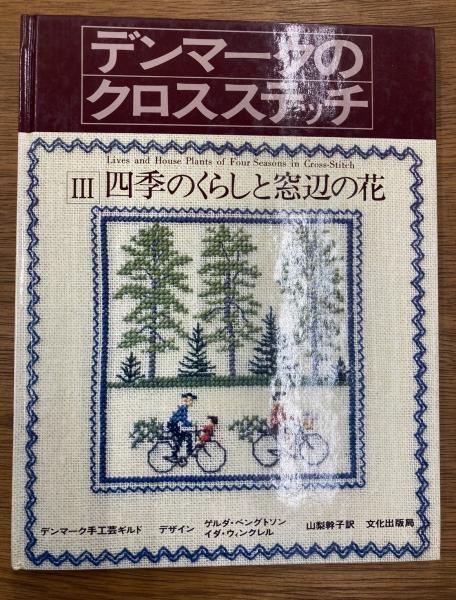 デンマークの
クロスステッチ
Lives and House Plants of Four Seasons in Cross-Stitch
III 四季のくらしと窓辺の花
デンマーク手工芸ギルド デザイン ゲルダ・ベングトソン
イダ・ウィンクレル 山梨幹子訳 文化出版局